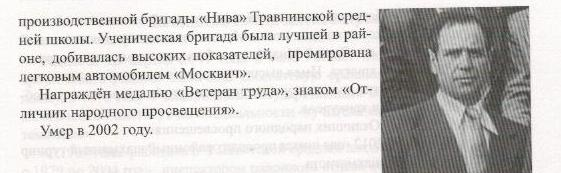 производственной бригады «Нива» Травнинской сред-
ней школы. Ученическая бригада была лучшей в рай-
оне, добивалась высоких показателей, премирована
легковым автомобилем «Москвич».
Награждён медалью «Ветеран труда», знаком «От-
личник народного просвещения».
Умер в 2002 году.